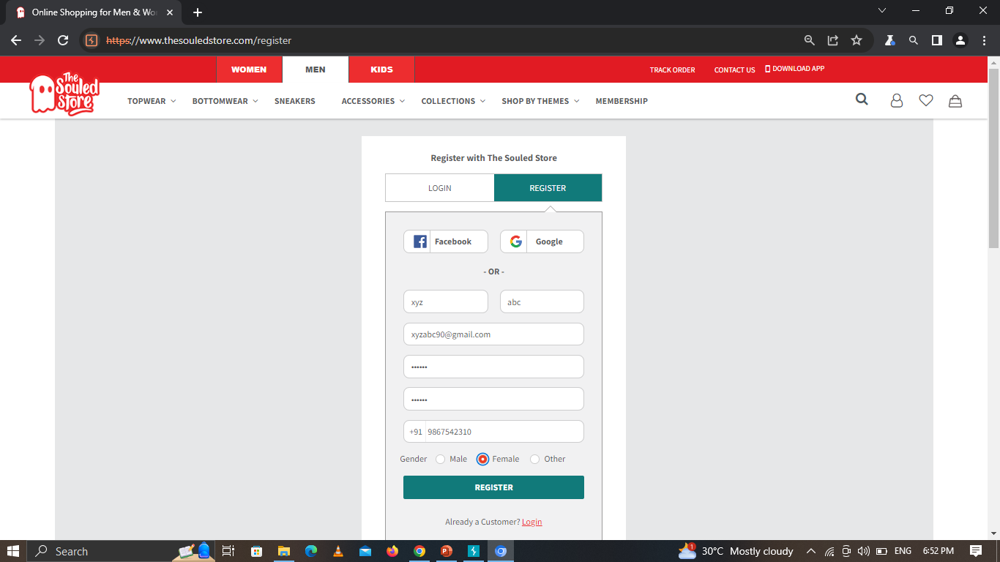 Online Shopping for Men & Wo
https://www.thesouledstore.com/register
WOMEN MEN KIDS TRACK ORDER CONTACT US DOWNLOAD APP
The Souled Store
TOPWEAR BOTTOMWEAR SNEAKERS ACCESSORIES COLLECTIONS SHOP BY THEMES MEMBERSHIP
Register with The Souled Store
LOGIN REGISTER
Facebook Google
- OR -
xyz abc
xyzabc90@gmail.com
••••••
••••••
+91 9867542310
Gender Male Female Other
REGISTER
Already a Customer? Login
Search 1 30°C Mostly cloudy ENG 6:52 PM